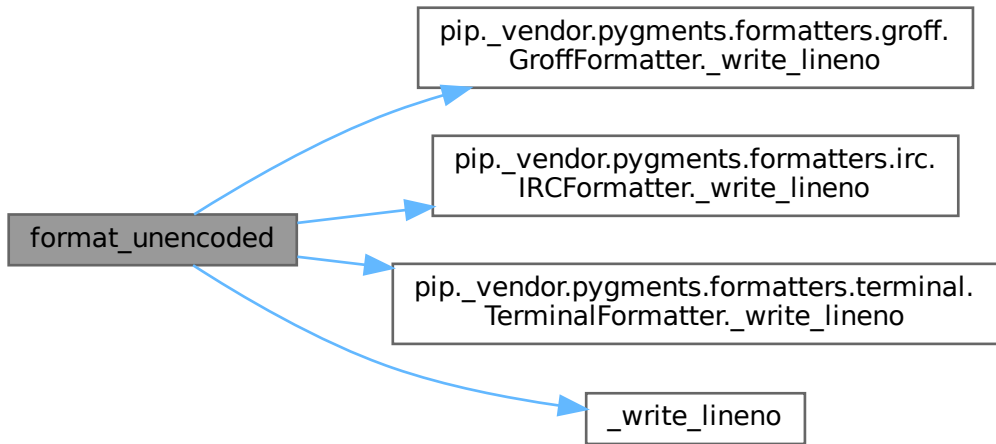 pip._vendor.pygments.formatters.groff.
GroffFormatter._write_lineno
pip._vendor.pygments.formatters.irc.
IRCFormatter._write_lineno
format_unencoded
pip._vendor.pygments.formatters.terminal.
TerminalFormatter._write_lineno
_write_lineno